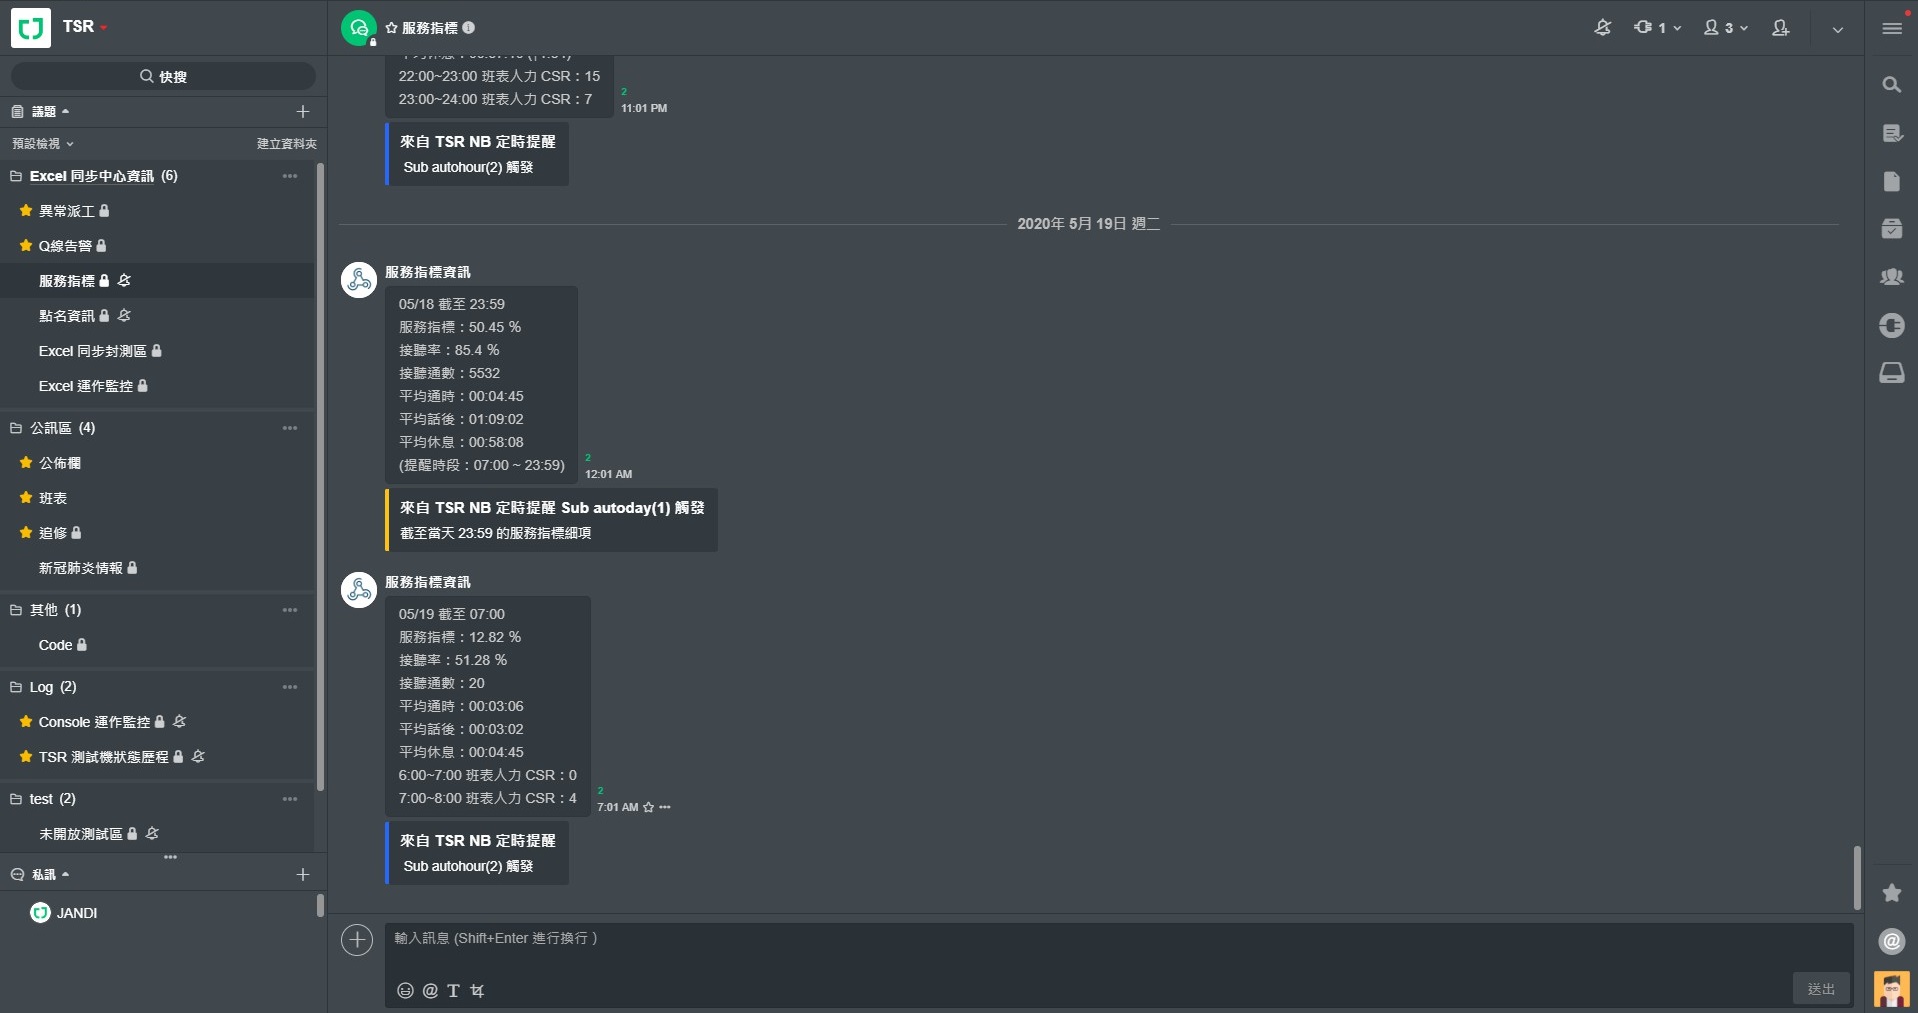 TSR
快搜
議題
預設檢視
建立資料夾
Excel 同步中心資訊 (6)
異常派工
Q線告警
服務指標
點名資訊
Excel 同步封測區
Excel 運作監控
公訊區 (4)
公佈欄
班表
追修
新冠肺炎情報
其他 (1)
Code
Log (2)
Console 運作監控
TSR 測試機狀態歷程
test (2)
未開放測試區
私訊
JANDI
服務指標
1
3
22:00~23:00 班表人力 CSR：15
23:00~24:00 班表人力 CSR：7
2
11:01 PM
來自 TSR NB 定時提醒
Sub autohour(2) 觸發
2020年 5月 19日 週二
服務指標資訊
05/18 截至 23:59
服務指標：50.45 %
接聽率：85.4 %
接聽通數：5532
平均通時：00:04:45
平均話後：01:09:02
平均休息：00:58:08
(提醒時段：07:00 ~ 23:59)
2
12:01 AM
來自 TSR NB 定時提醒 Sub autoday(1) 觸發
截至當天 23:59 的服務指標細項
服務指標資訊
05/19 截至 07:00
服務指標：12.82 %
接聽率：51.28 %
接聽通數：20
平均通時：00:03:06
平均話後：00:03:02
平均休息：00:04:45
6:00~7:00 班表人力 CSR：0
7:00~8:00 班表人力 CSR：4
2
7:01 AM
來自 TSR NB 定時提醒
Sub autohour(2) 觸發
輸入訊息 (Shift+Enter 進行換行 )
送出